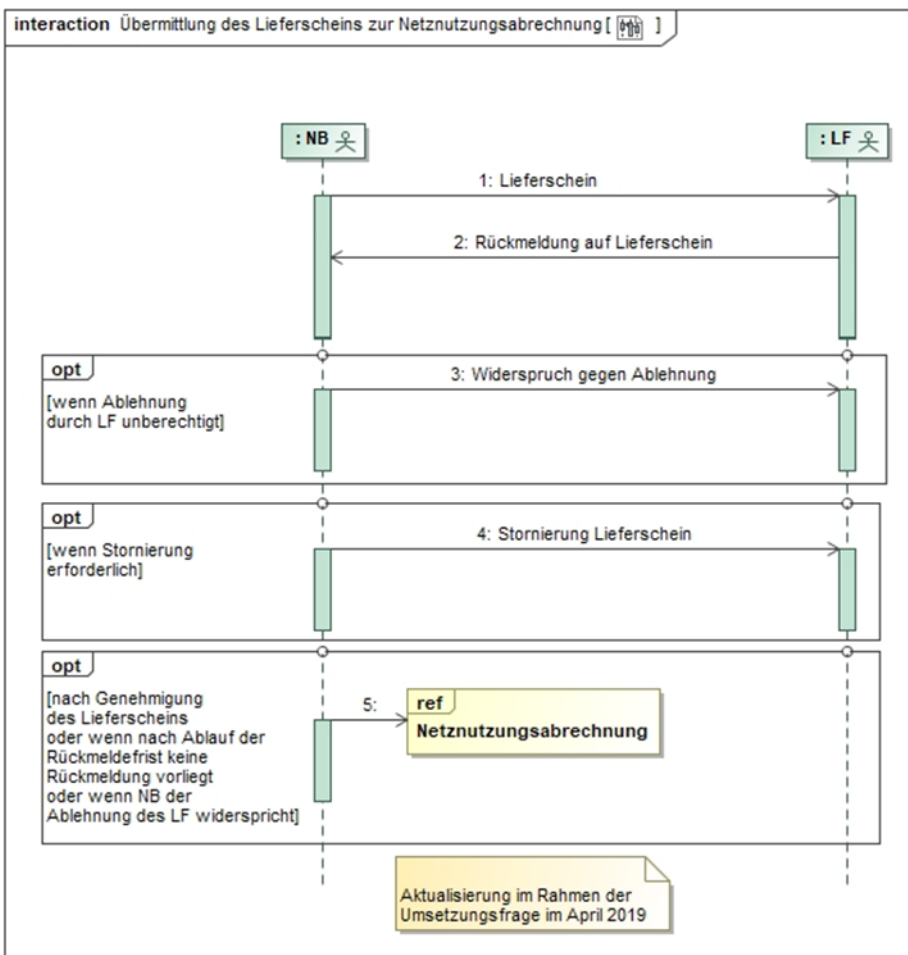 interaction Übermittlung des Lieferscheins zur Netznutzungsabrechnung [ ]
: NB
: LF
1: Lieferschein
2: Rückmeldung auf Lieferschein
opt
3: Widerspruch gegen Ablehnung
[wenn Ablehnung
durch LF unberechtigt]
opt
4: Stornierung Lieferschein
[wenn Stornierung
erforderlich]
opt
[nach Genehmigung
des Lieferscheins
oder wenn nach Ablauf der
Rückmeldefrist keine
Rückmeldung vorliegt
oder wenn NB der
Ablehnung des LF widerspricht]
5:
ref
Netznutzungsabrechnung
Aktualisierung im Rahmen der
Umsetzungsfrage im April 2019